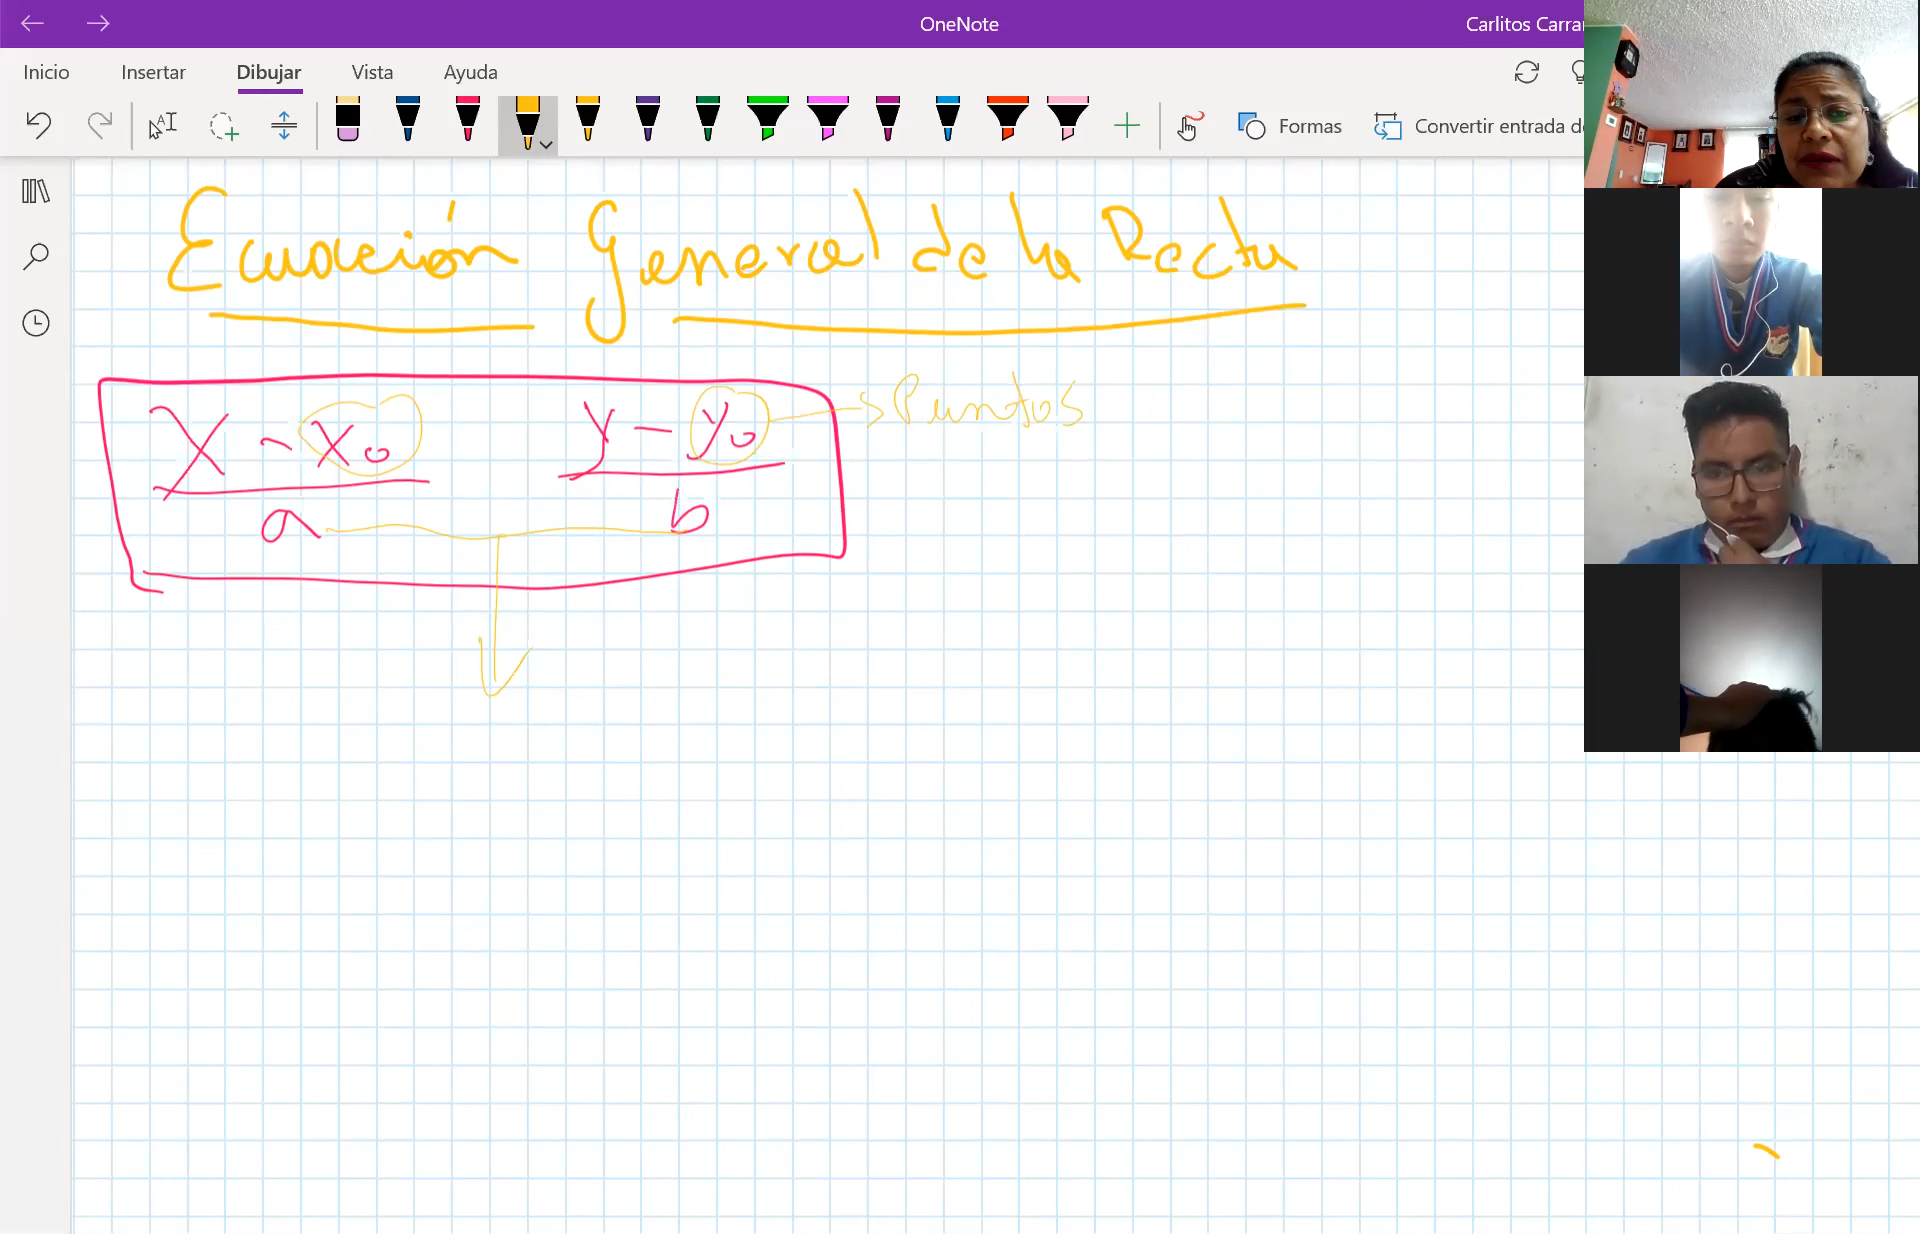 OneNote
Carlitos Carra
Inicio Insertar Dibujar Vista Ayuda
Formas Convertir entrada d
Ecuación General de la Recta
X - x₀ y - y₀ → Puntos
a b